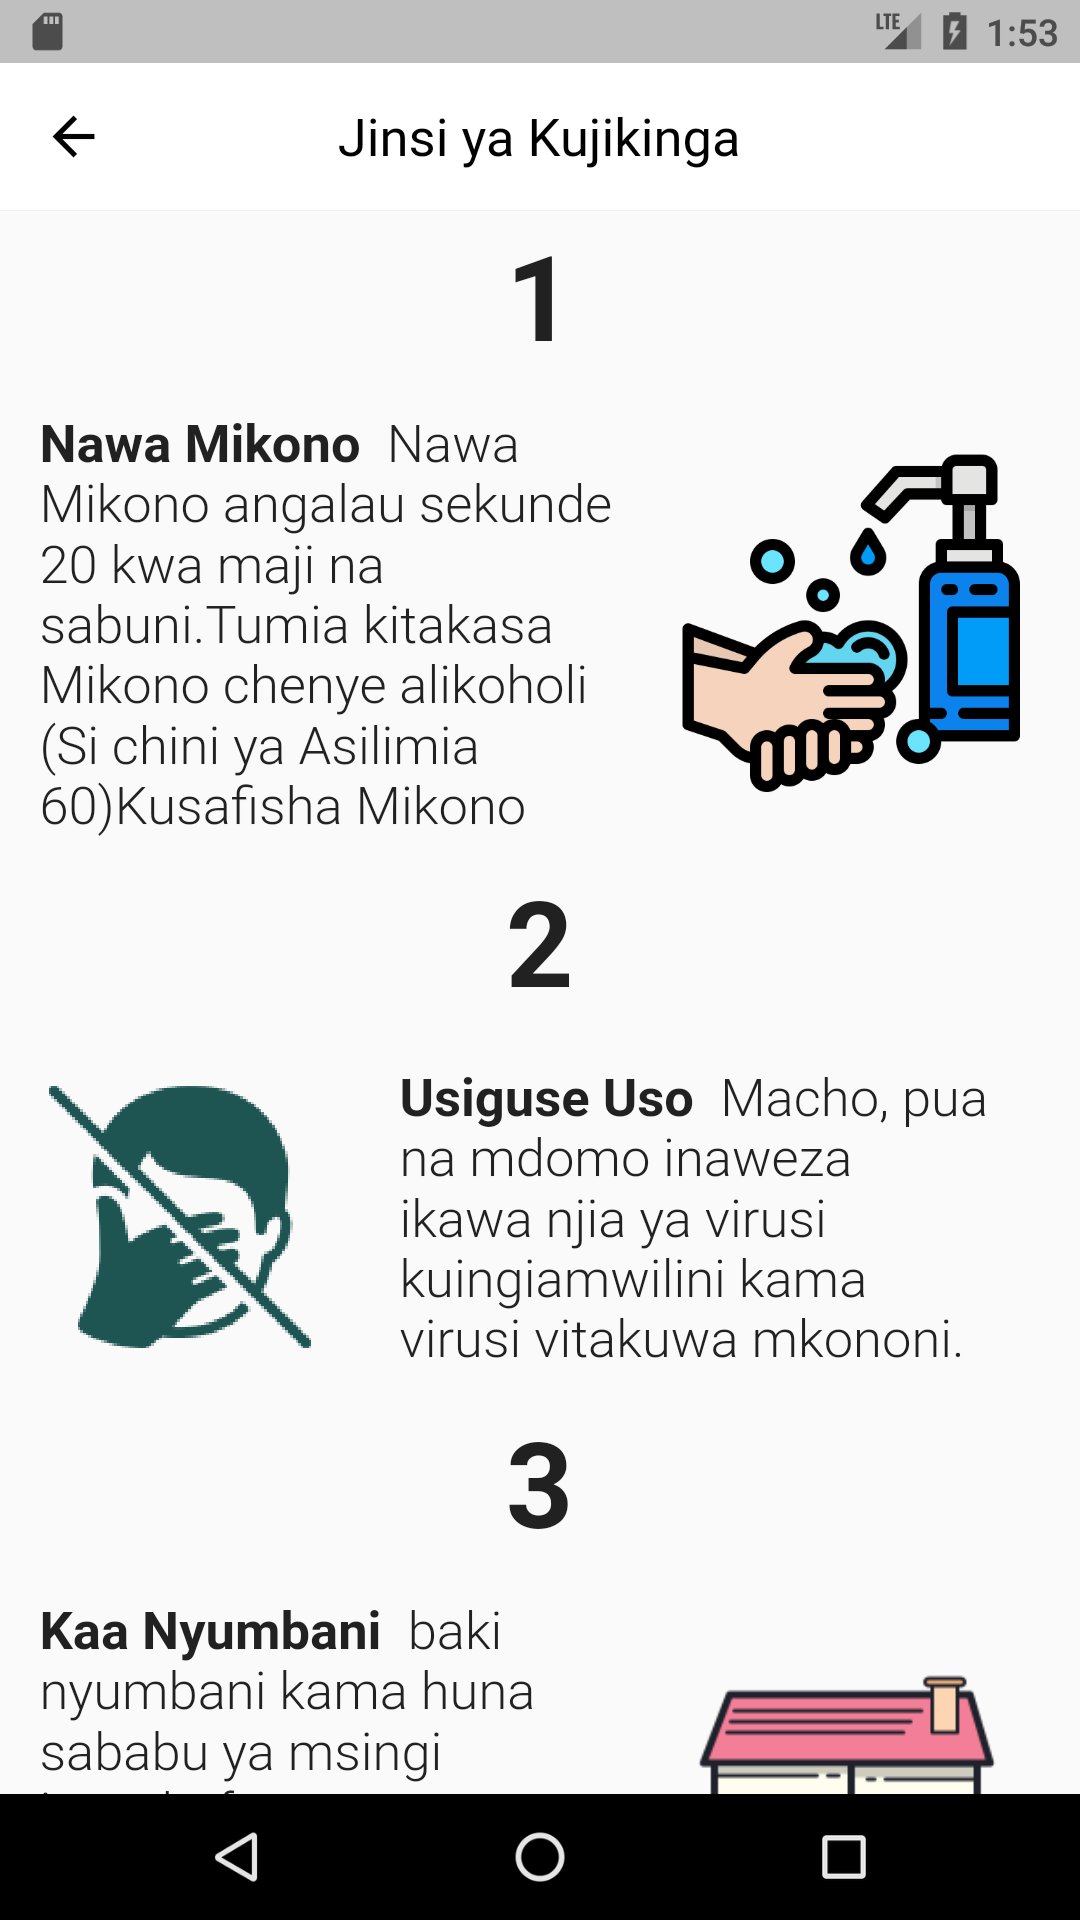 LTE 1:53
Jinsi ya Kujikinga
1
Nawa Mikono Nawa
Mikono angalau sekunde
20 kwa maji na
sabuni.Tumia kitakasa
Mikono chenye alikoholi
(Si chini ya Asilimia
60)Kusafisha Mikono
2
Usiguse Uso Macho, pua
na mdomo inaweza
ikawa njia ya virusi
kuingiamwilini kama
virusi vitakuwa mkononi.
3
Kaa Nyumbani baki
nyumbani kama huna
sababu ya msingi